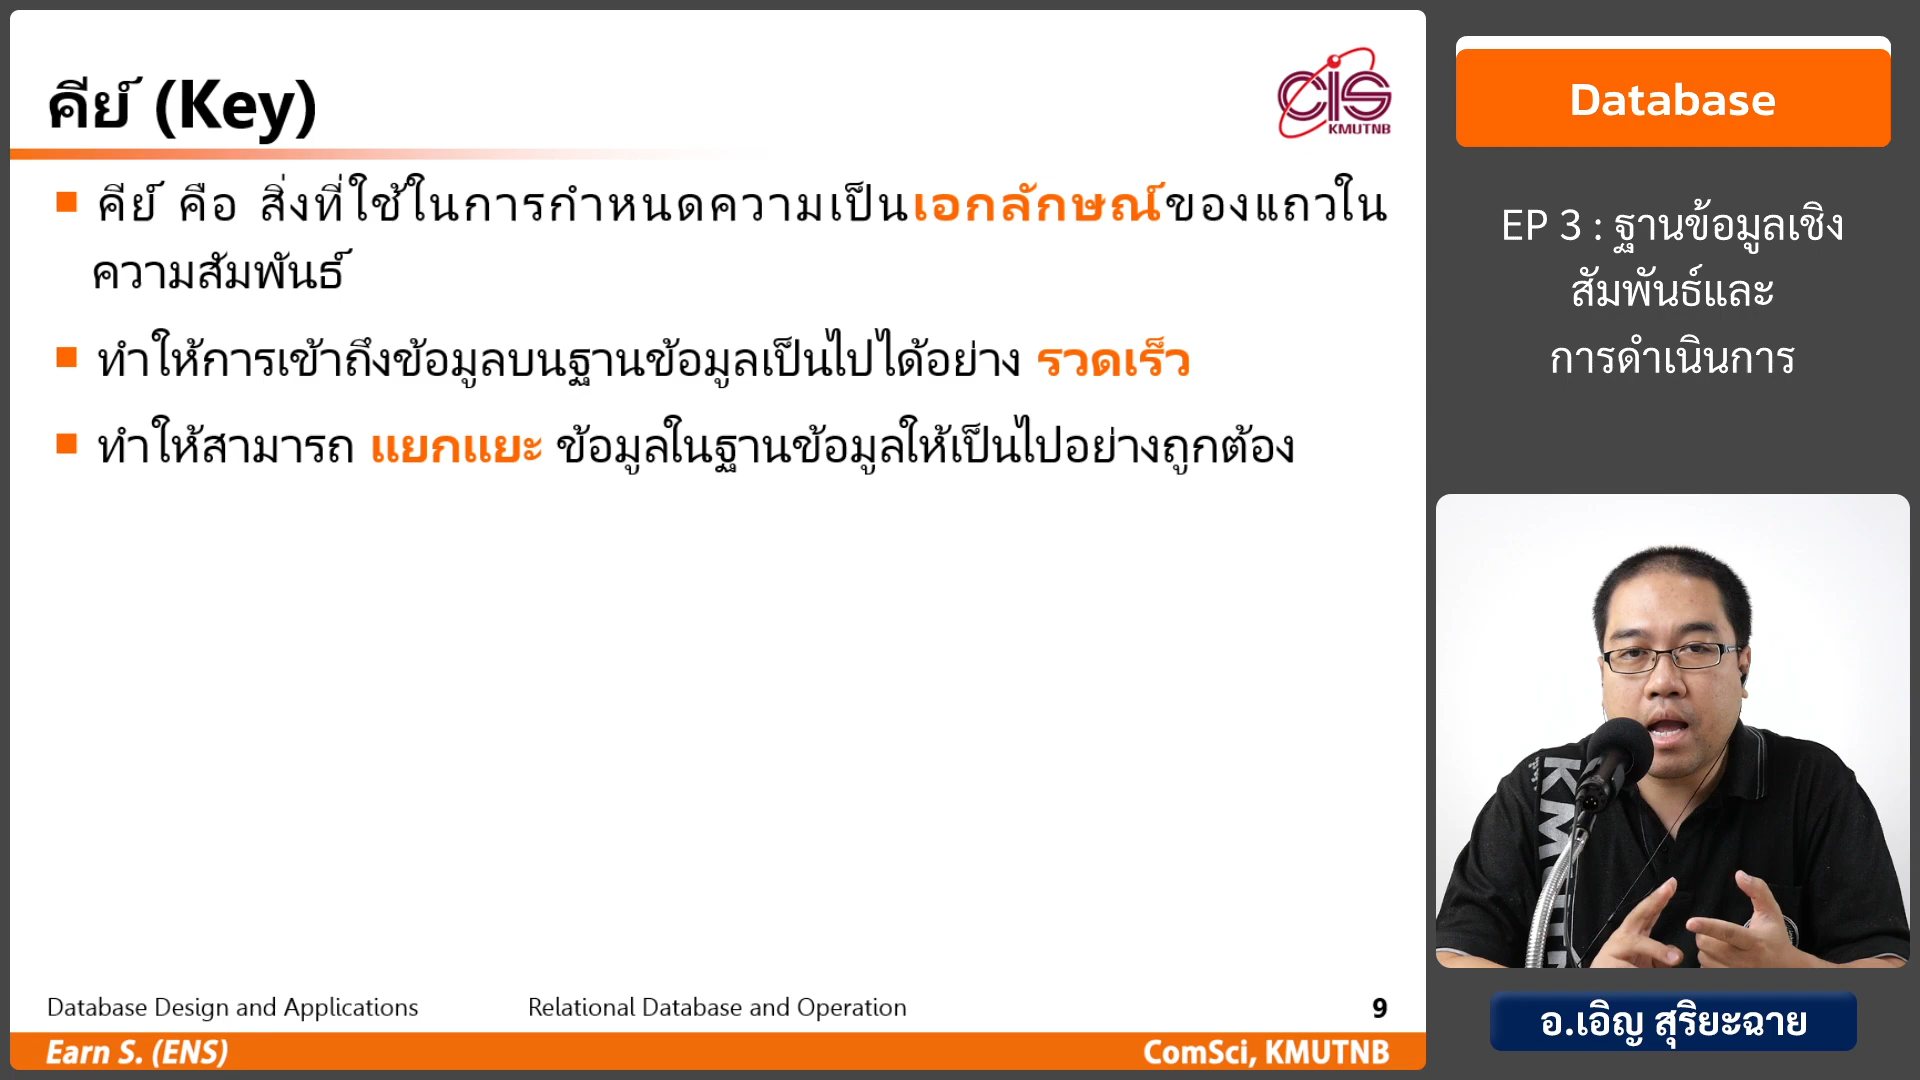 คีย์ (Key)
CIS
KMUTNB
คีย์ คือ สิ่งที่ใช้ในการกำหนดความเป็นเอกลักษณ์ของแถวใน
ความสัมพันธ์
ทำให้การเข้าถึงข้อมูลบนฐานข้อมูลเป็นไปได้อย่าง รวดเร็ว
ทำให้สามารถ แยกแยะ ข้อมูลในฐานข้อมูลให้เป็นไปอย่างถูกต้อง
Database Design and Applications
Relational Database and Operation
9
Earn S. (ENS)
ComSci, KMUTNB
Database
EP 3 : ฐานข้อมูลเชิง
สัมพันธ์และ
การดำเนินการ
อ.เอิญ สุริยะฉาย